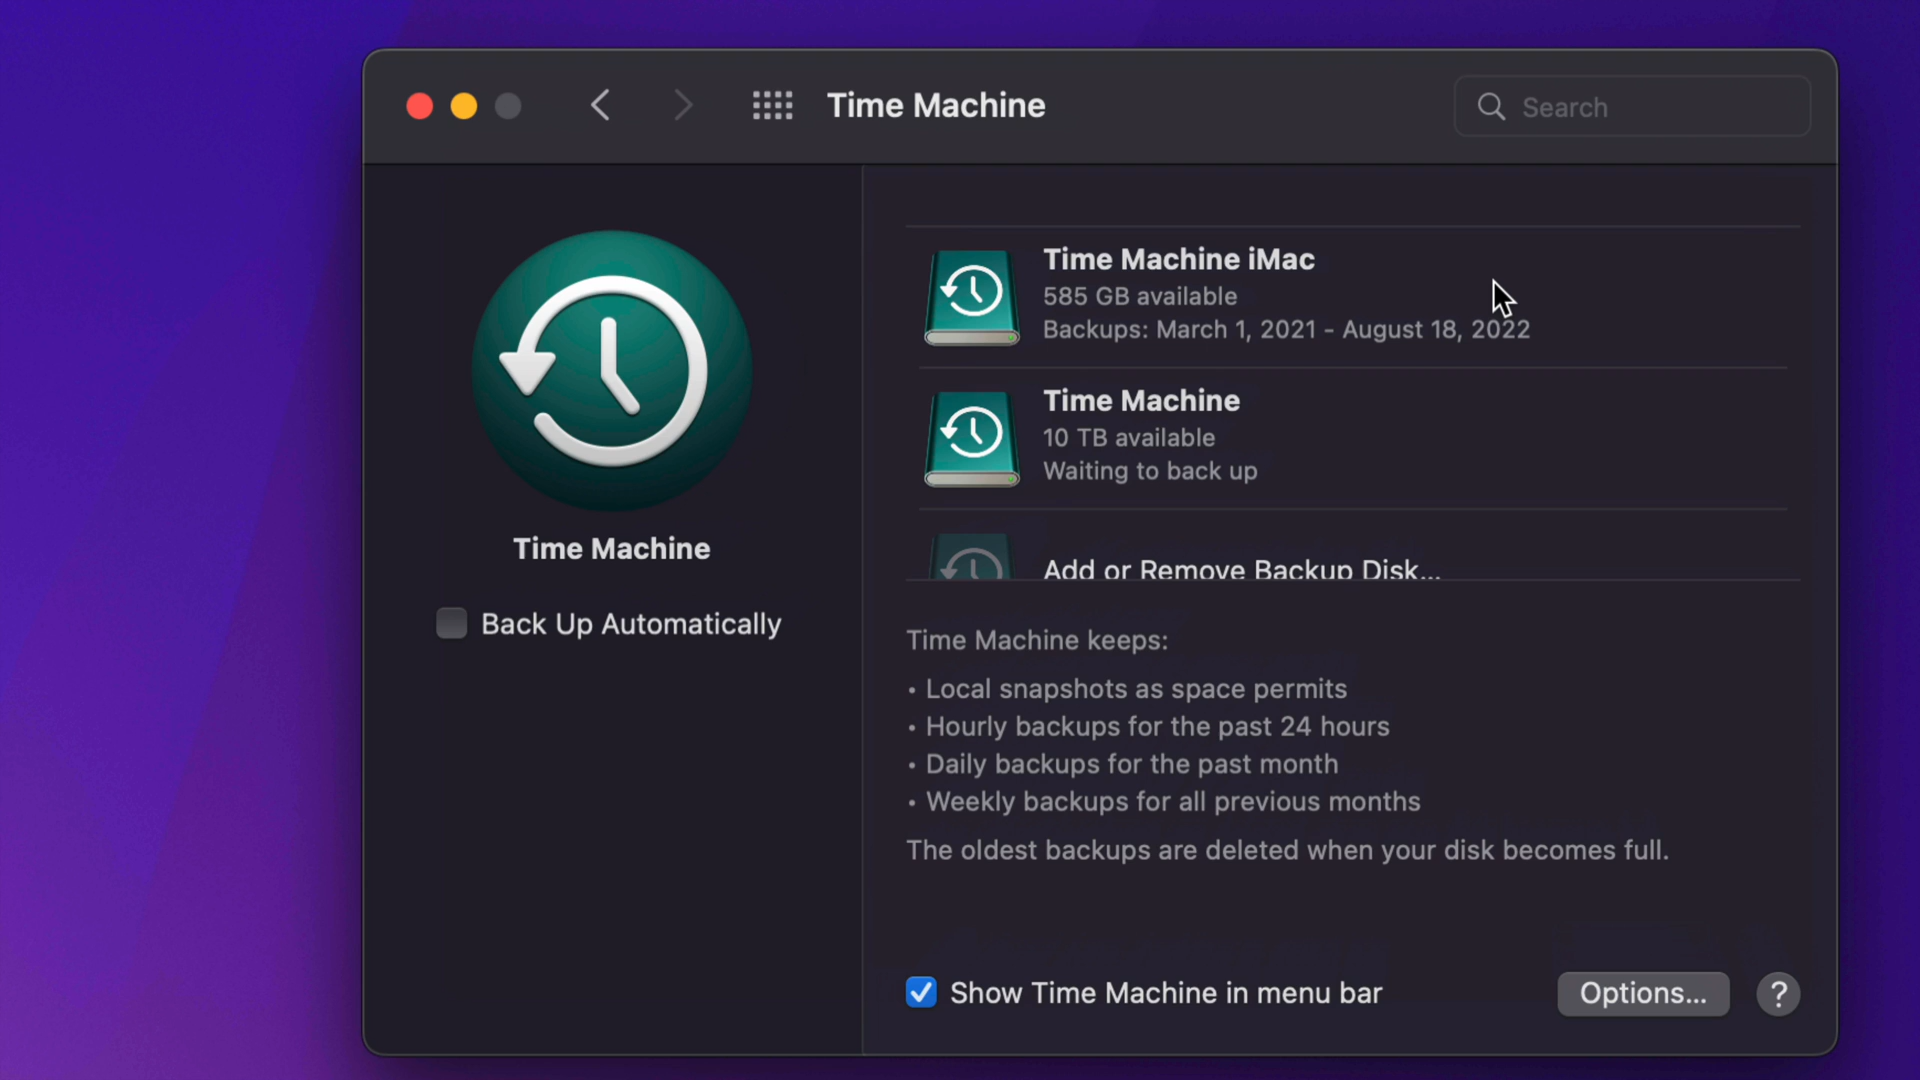 Time Machine
Search
Time Machine
Back Up Automatically
Time Machine iMac
585 GB available
Backups: March 1, 2021 - August 18, 2022
Time Machine
10 TB available
Waiting to back up
Add or Remove Backup Disk...
Time Machine keeps:
• Local snapshots as space permits
• Hourly backups for the past 24 hours
• Daily backups for the past month
• Weekly backups for all previous months
The oldest backups are deleted when your disk becomes full.
Show Time Machine in menu bar
Options...
?